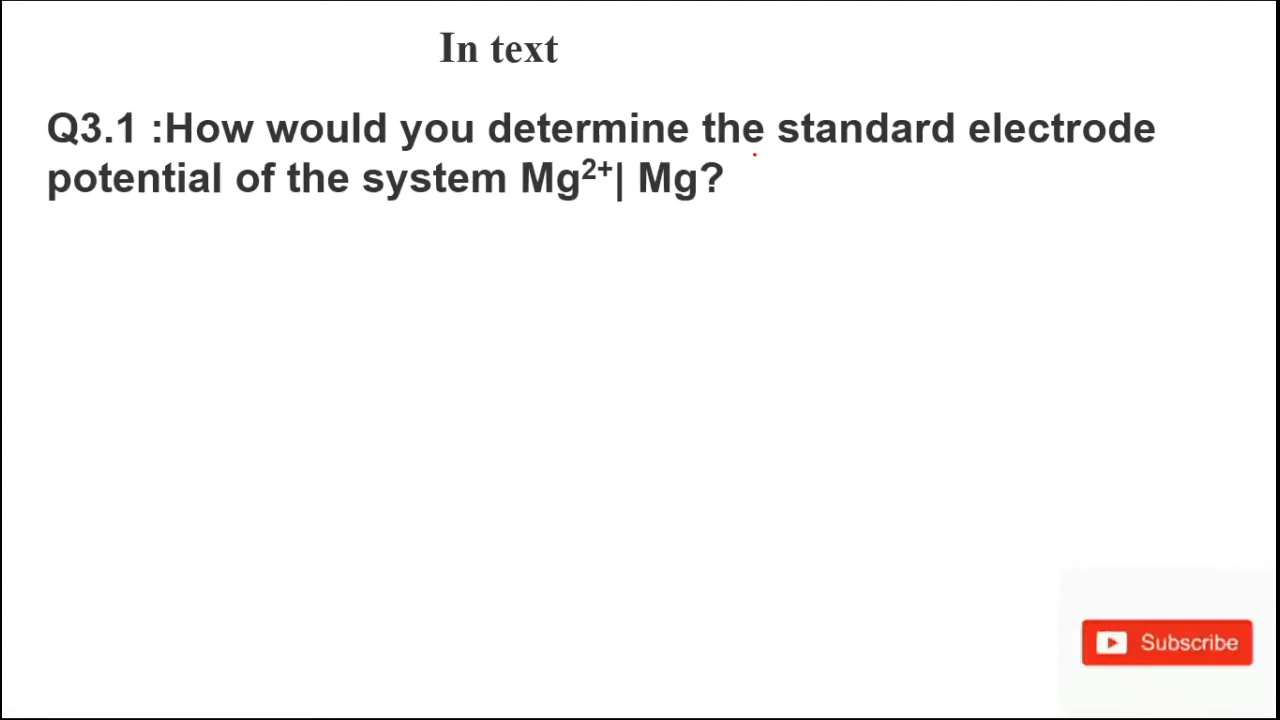 In text
Q3.1 :How would you determine the standard electrode
potential of the system Mg²⁺| Mg?
Subscribe